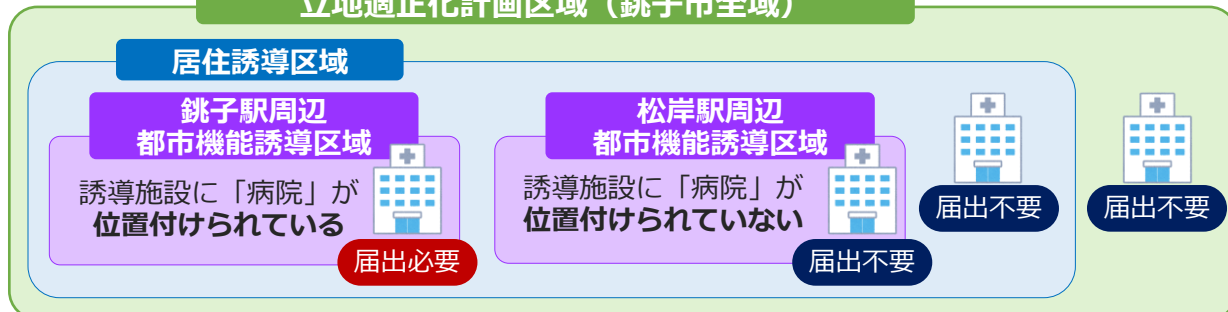 立地適正化計画区域（銚子市全域）
居住誘導区域
銚子駅周辺
都市機能誘導区域
誘導施設に「病院」が
位置付けられている
届出必要
松岸駅周辺
都市機能誘導区域
誘導施設に「病院」が
位置付けられていない
届出不要
届出不要
届出不要